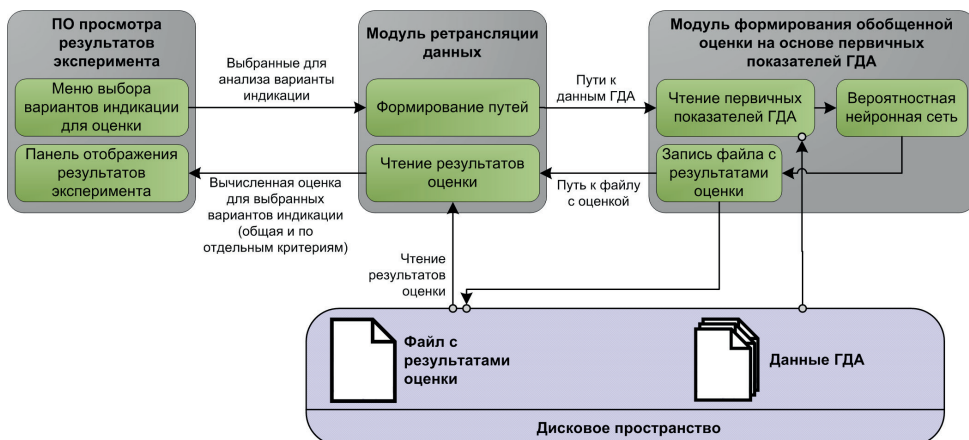 ПО просмотра
результатов
эксперимента
Меню выбора
вариантов индикации
для оценки
Панель отображения
результатов
эксперимента
Выбранные для
анализа варианты
индикации
Вычисленная оценка
для выбранных
вариантов индикации
(общая и по
отдельным критериям)
Модуль ретрансляции
данных
Формирование путей
Чтение результатов
оценки
Пути к
данным ГДА
Путь к файлу
с оценкой
Модуль формирования обобщенной
оценки на основе первичных
показателей ГДА
Чтение первичных
показателей ГДА
Вероятностная
нейронная сеть
Запись файла с
результатами
оценки
Чтение
результатов
оценки
Файл с
результатами
оценки
Данные ГДА
Дисковое пространство